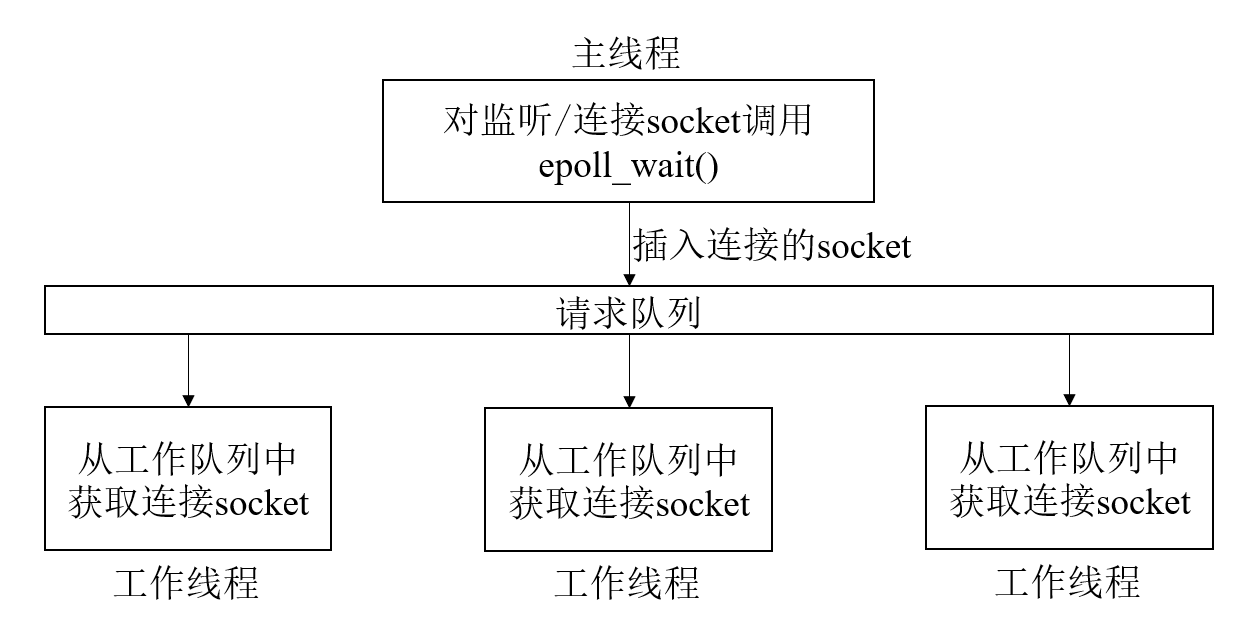 主线程
对监听/连接socket调用
epoll_wait()
插入连接的socket
请求队列
从工作队列中
获取连接socket
从工作队列中
获取连接socket
从工作队列中
获取连接socket
工作线程
工作线程
工作线程